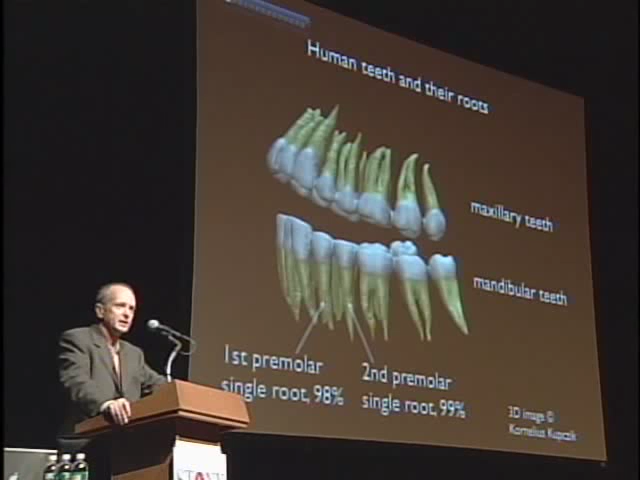 Human teeth and their roots
maxillary teeth
mandibular teeth
1st premolar
single root, 98%
2nd premolar
single root, 99%
3D image ©
Kornelius Kupczik